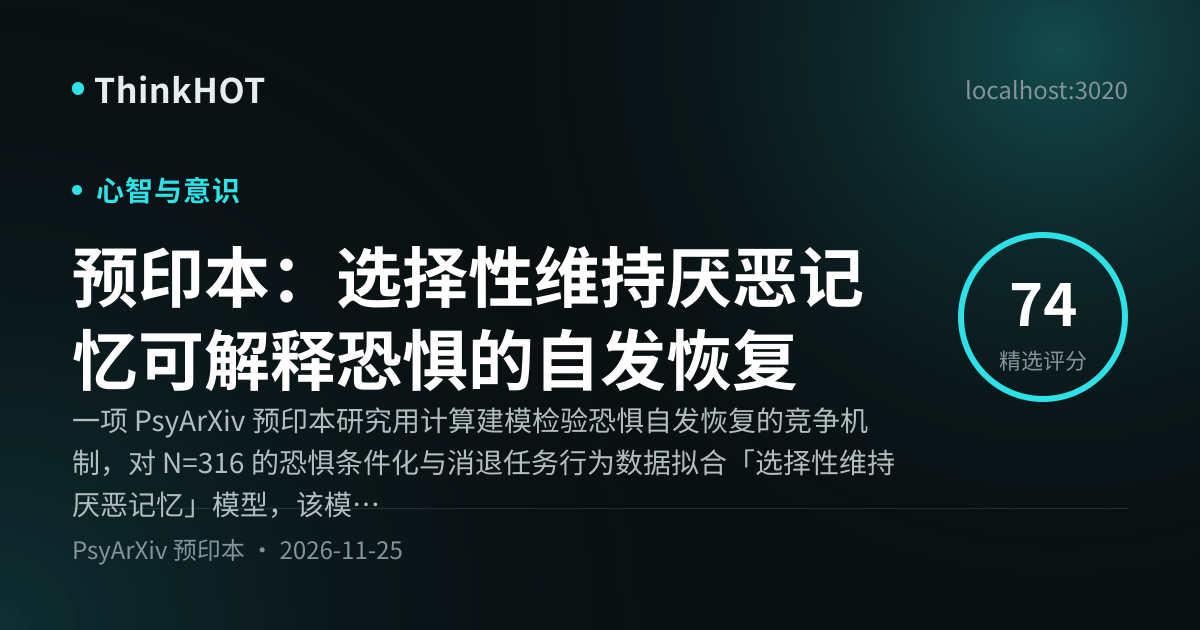 ThinkHOT
localhost:3020
心智与意识
预印本：选择性维持厌恶记
忆可解释恐惧的自发恢复
74
精选评分
一项 PsyArXiv 预印本研究用计算建模检验恐惧自发恢复的竞争机
制，对 N=316 的恐惧条件化与消退任务行为数据拟合「选择性维持
厌恶记忆」模型，该模…
PsyArXiv 预印本 · 2026-11-25